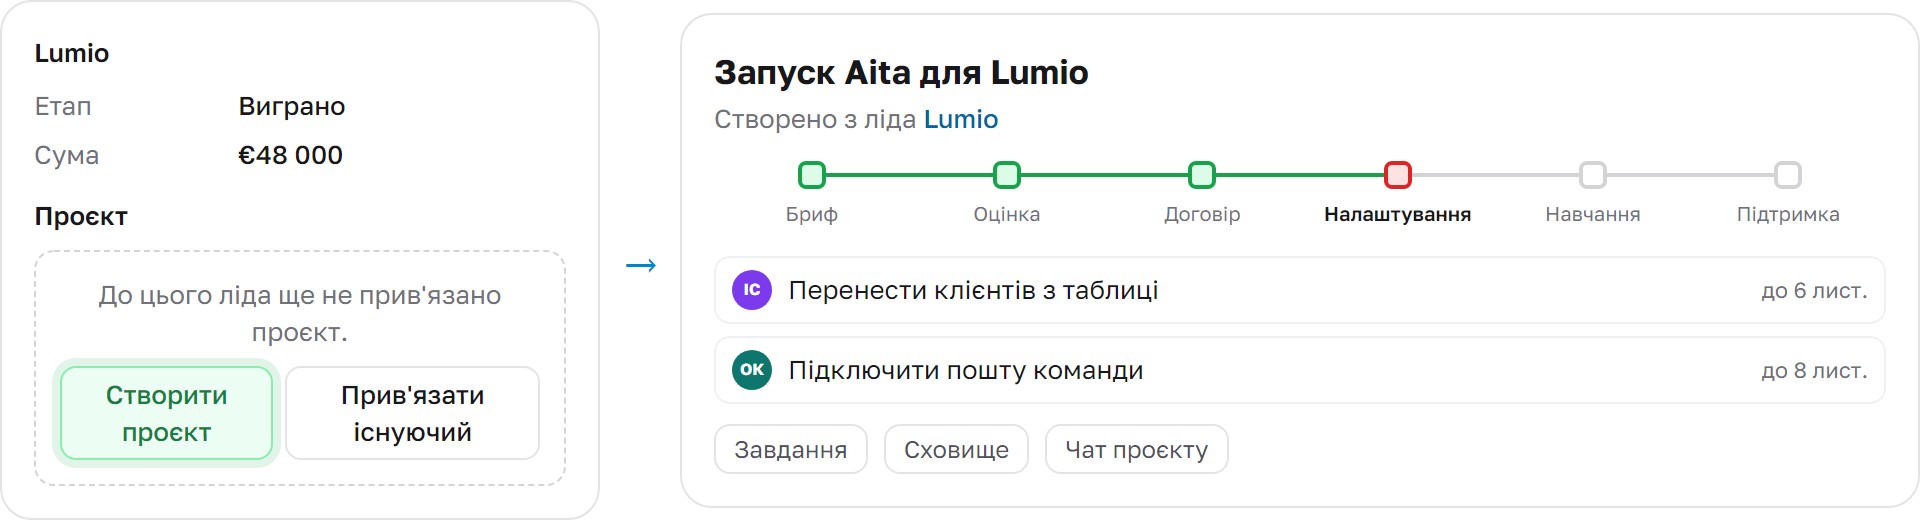 Lumio
Етап Виграно
Сума €48 000
Проєкт
До цього ліда ще не прив'язано
проєкт.
Створити
проєкт
Прив'язати
існуючий
→
Запуск Aita для Lumio
Створено з ліда Lumio
Бриф Оцінка Договір Налаштування Навчання Підтримка
ІС Перенести клієнтів з таблиці до 6 лист.
ОК Підключити пошту команди до 8 лист.
Завдання Сховище Чат проєкту